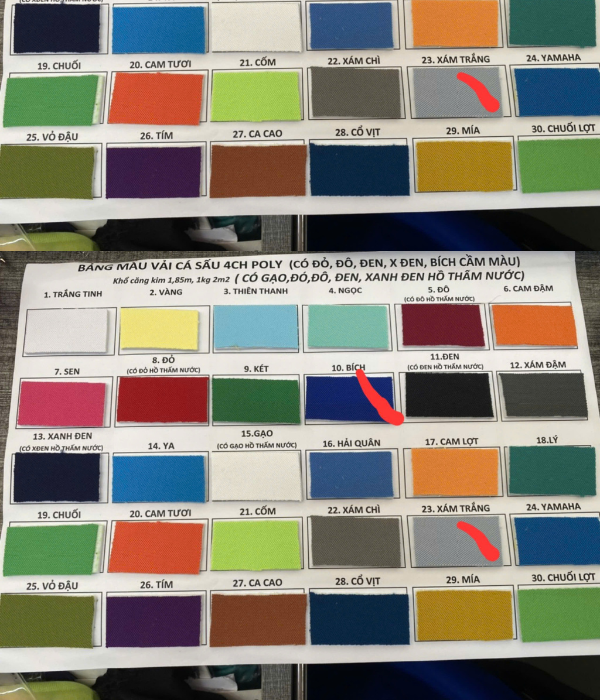 (CÓ XĐEN HỒ THẤM NƯỚC)
19. CHUỐI 20. CAM TƯƠI 21. CỐM 22. XÁM CHÌ 23. XÁM TRẮNG 24. YAMAHA
25. VỎ ĐẬU 26. TÍM 27. CA CAO 28. CỔ VỊT 29. MÍA 30. CHUỐI LỢT
BẢNG MÀU VẢI CÁ SẤU 4CH POLY (CÓ ĐỎ, ĐÔ, ĐEN, X ĐEN, BÍCH CẦM MÀU)
Khổ căng kim 1,85m, 1kg 2m2 ( CÓ GẠO,ĐỎ,ĐÔ, ĐEN, XANH ĐEN HỒ THẤM NƯỚC)
1. TRẮNG TINH 2. VÀNG 3. THIÊN THANH 4. NGỌC 5. ĐÔ 6. CAM ĐẬM
(CÓ ĐÔ HỒ THẤM NƯỚC)
7. SEN 8. ĐỎ 9. KÉT 10. BÍCH 11.ĐEN 12. XÁM ĐẬM
(CÓ ĐỎ HỒ THẤM NƯỚC) (CÓ ĐEN HỒ THẤM NƯỚC)
13. XANH ĐEN 14. YA 15.GẠO 16. HẢI QUÂN 17. CAM LỢT 18.LÝ
(CÓ XĐEN HỒ THẤM NƯỚC) (CÓ GẠO HỒ THẤM NƯỚC)
19. CHUỐI 20. CAM TƯƠI 21. CỐM 22. XÁM CHÌ 23. XÁM TRẮNG 24. YAMAHA
25. VỎ ĐẬU 26. TÍM 27. CA CAO 28. CỔ VỊT 29. MÍA 30. CHUỐI LỢT